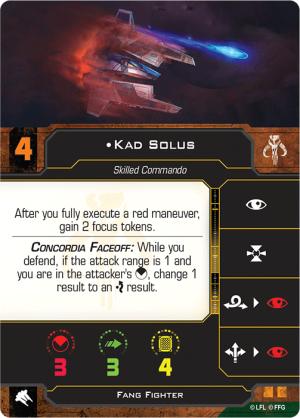 4
•Kad Solus
Skilled Commando
After you fully execute a red maneuver,
gain 2 focus tokens.
Concordia Faceoff: While you
defend, if the attack range is 1 and
you are in the attacker's , change 1
result to an result.
3 3 4
Fang Fighter
©LFL ©FFG